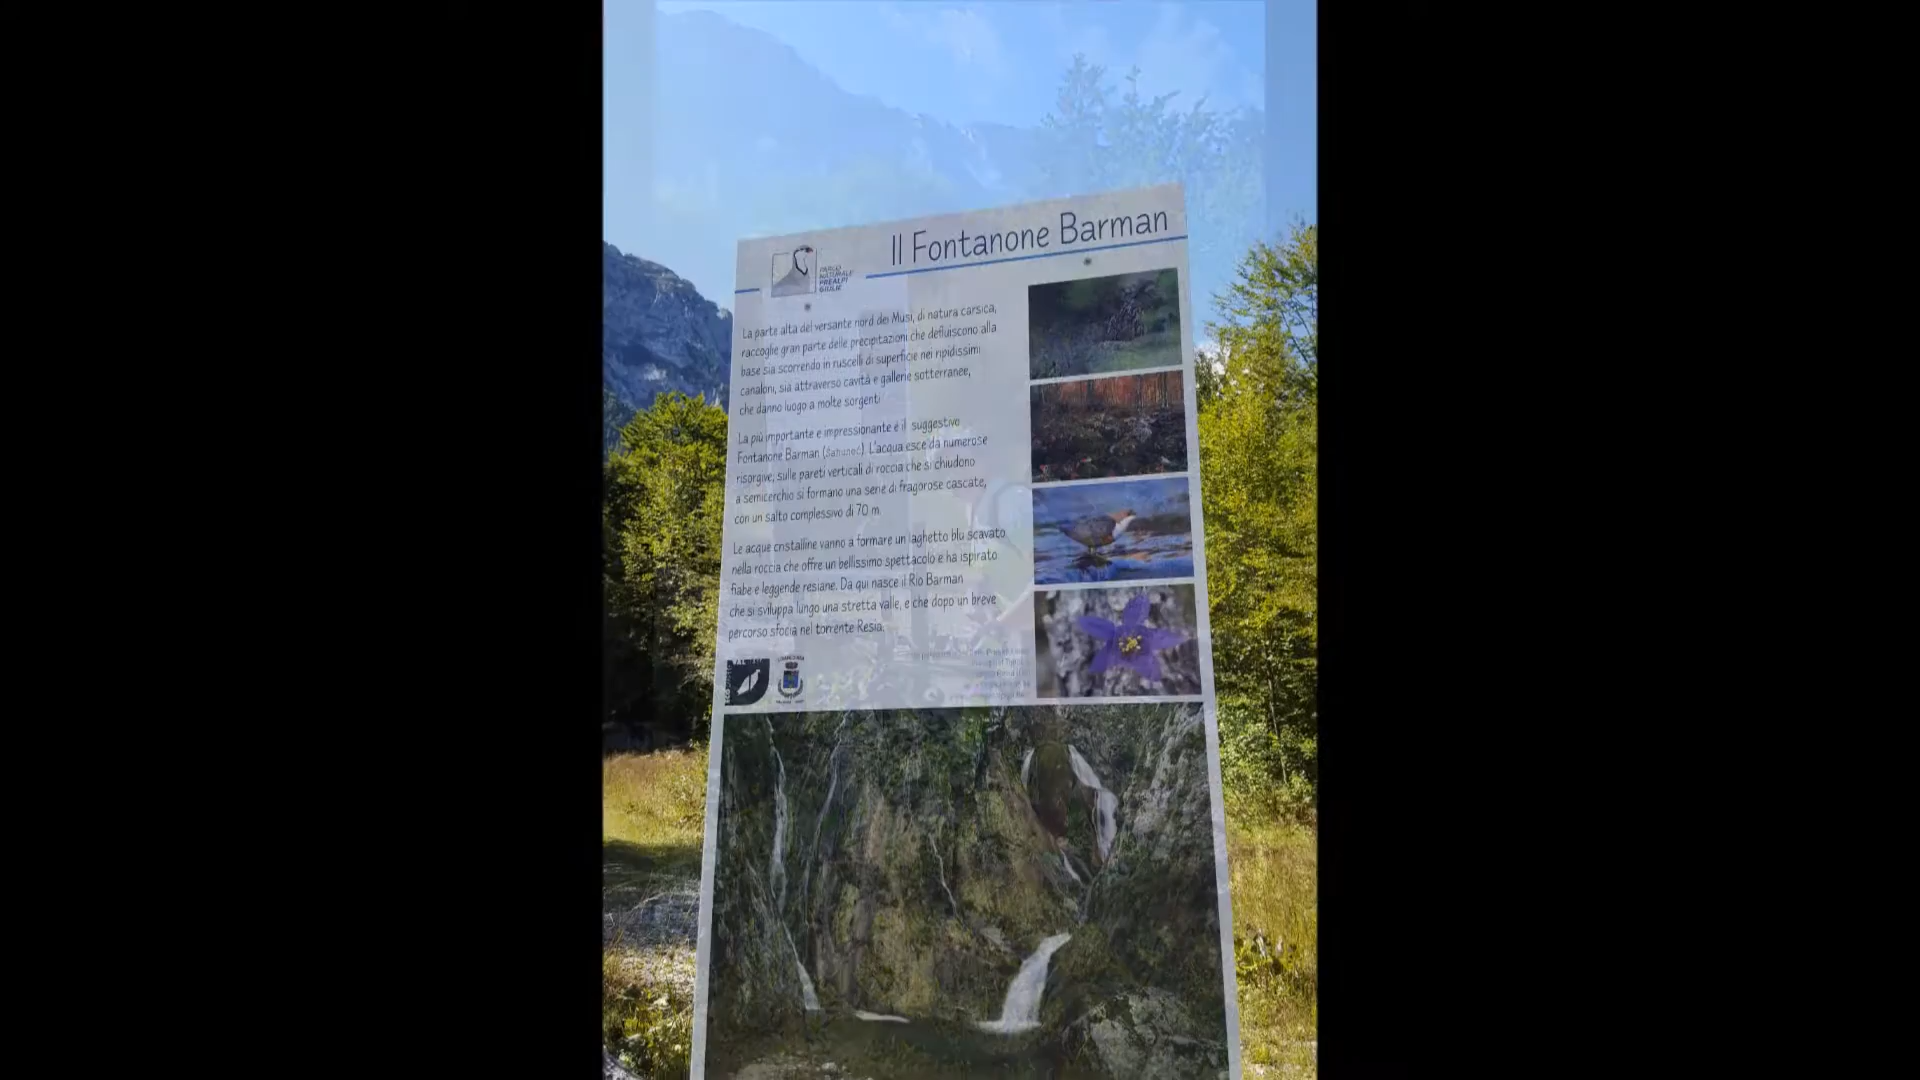 Il Fontanone Barman
PARCO
NATURALE
PREALPI
GIULIE
La parte alta del versante nord dei Musi, di natura carsica,
raccoglie gran parte delle precipitazioni che defluiscono alla
base sia scorrendo in ruscelli di superficie nei ripidissimi
canaloni, sia attraverso cavità e gallerie sotterranee,
che danno luogo a molte sorgenti
La più importante e impressionante è il suggestivo
Fontanone Barman L'acqua esce da numerose
risorgive; sulle pareti verticali di roccia che si chiudono
a semicerchio si formano una serie di fragorose cascate,
con un salto complessivo di 70 m.
Le acque cristalline vanno a formare un laghetto blu scavato
nella roccia che offre un bellissimo spettacolo e ha ispirato
fiabe e leggende resiane. Da qui nasce il Rio Barman
che si sviluppa lungo una stretta valle, e che dopo un breve
percorso sfocia nel torrente Resia.